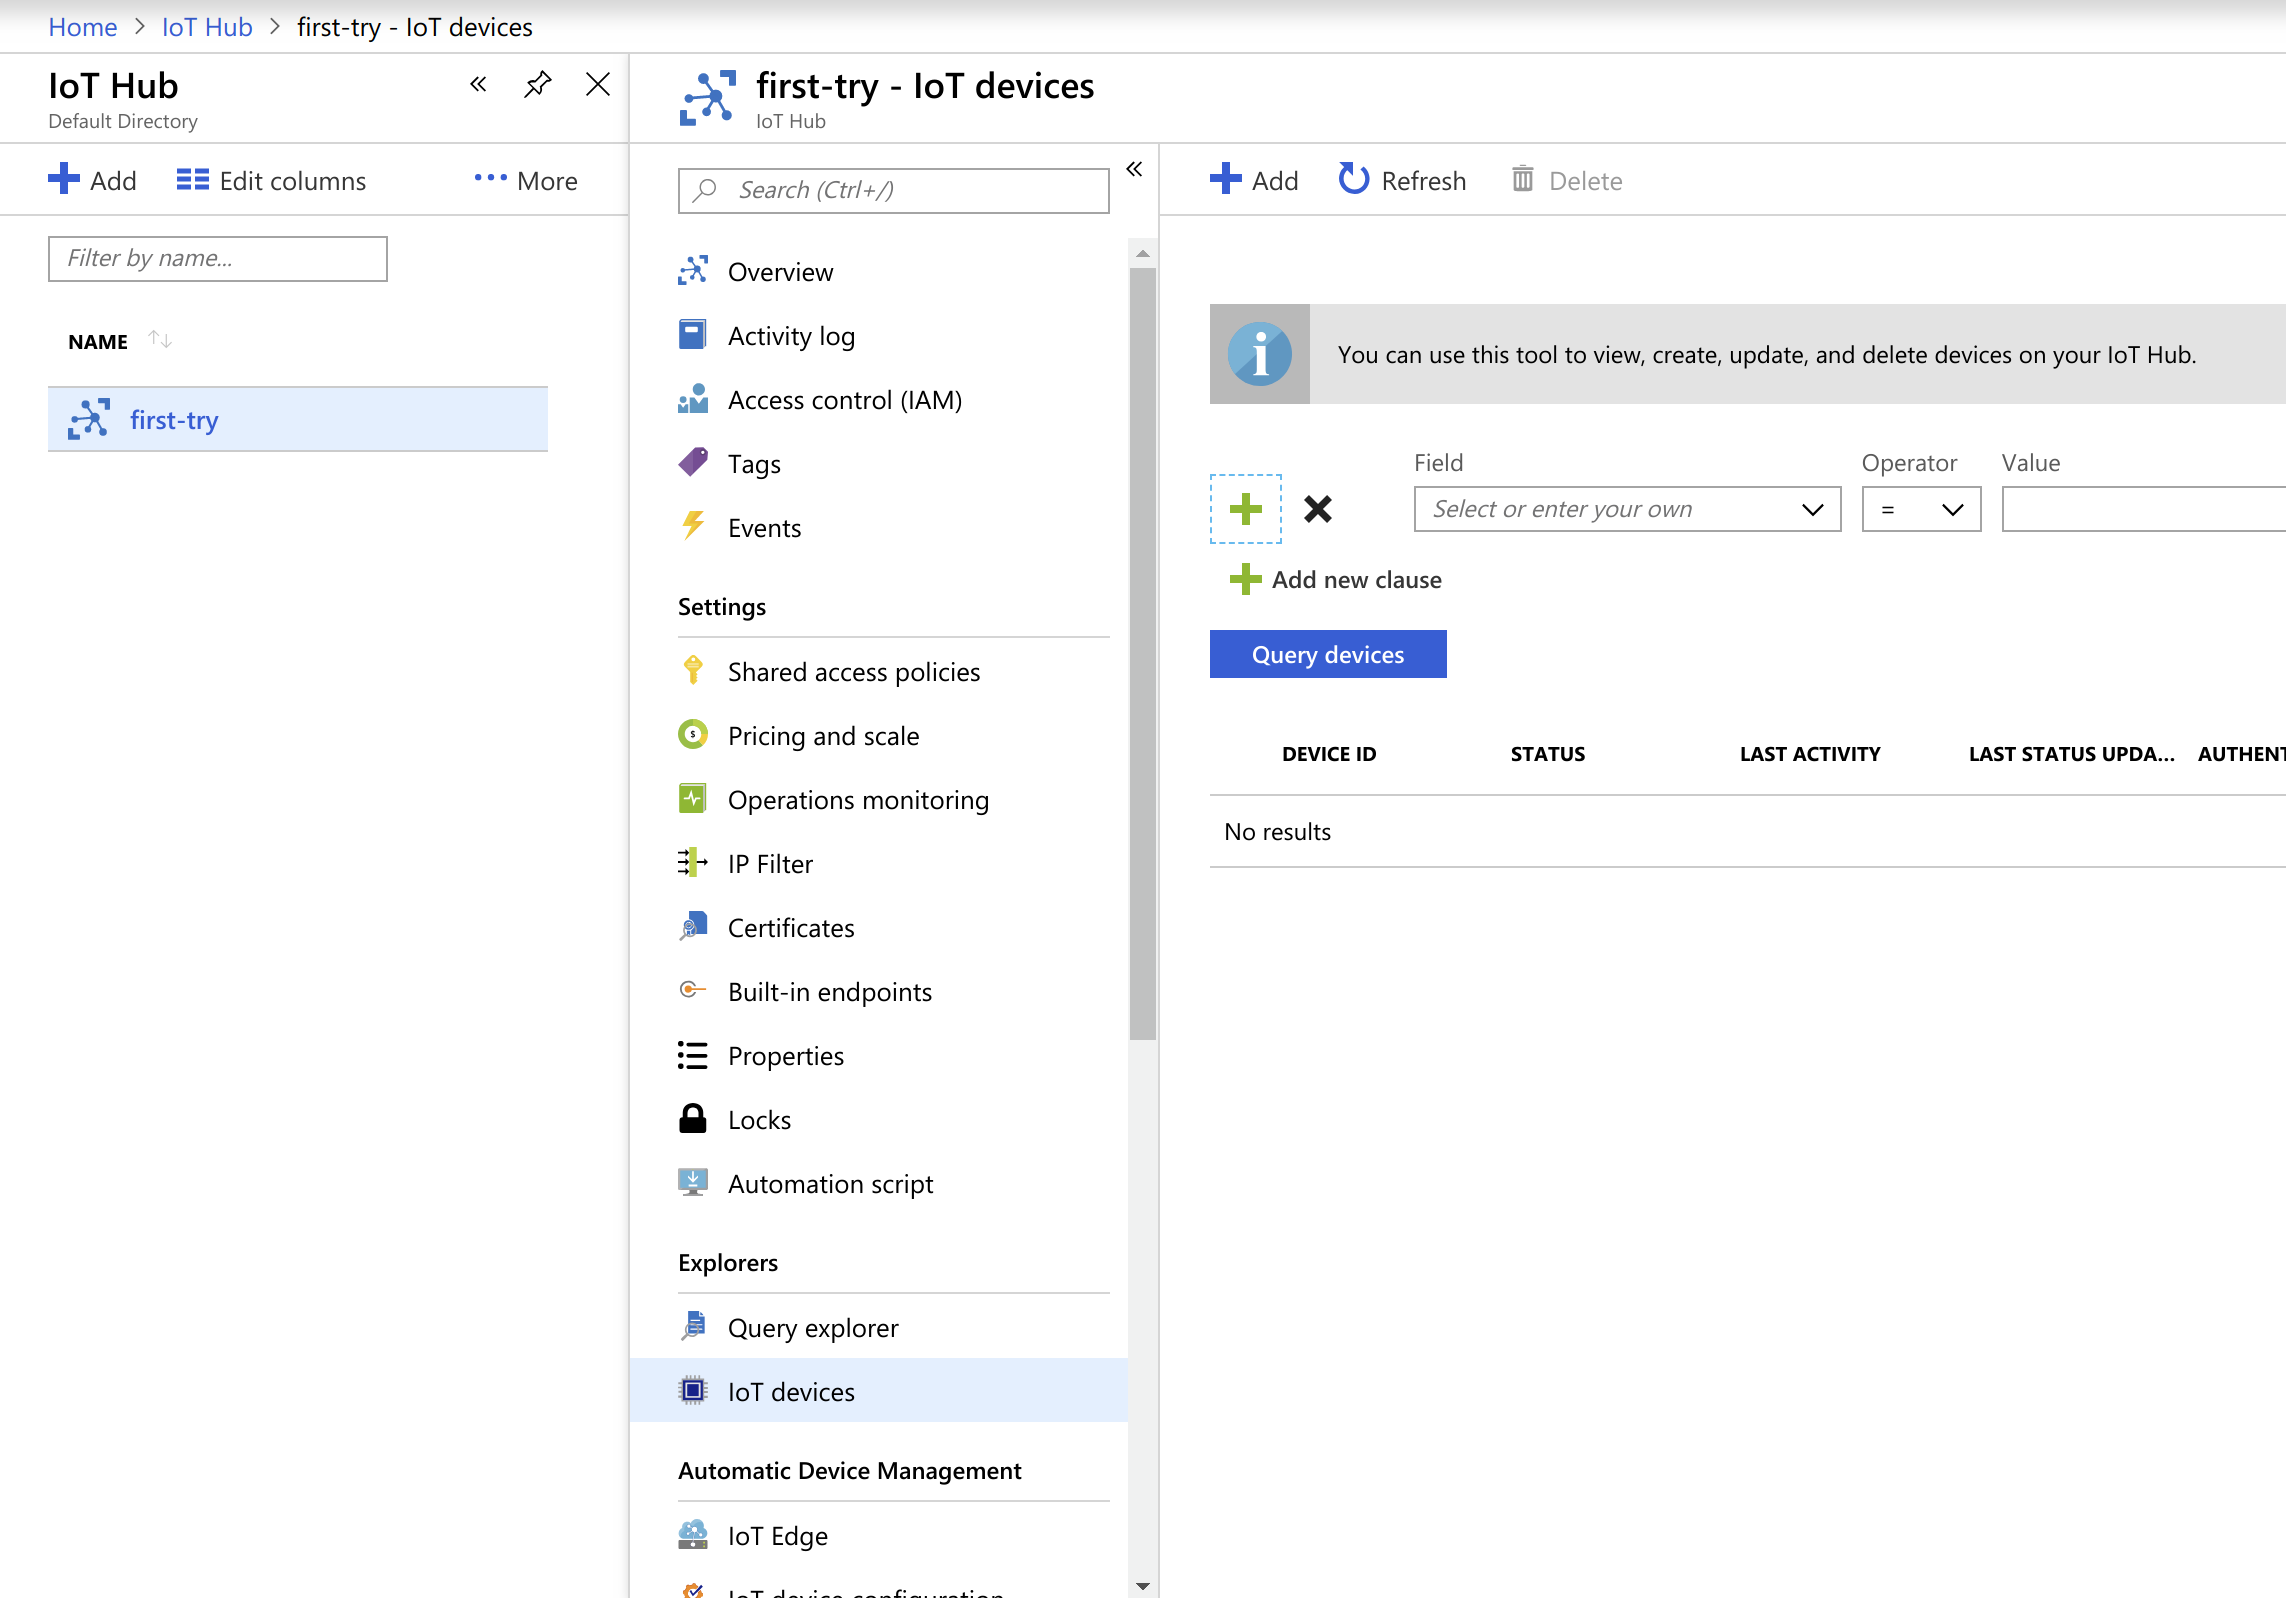 Home > IoT Hub > first-try - IoT devices
IoT Hub
Default Directory
Add
Edit columns
More
Filter by name...
NAME
first-try
first-try - IoT devices
IoT Hub
Search (Ctrl+/)
Overview
Activity log
Access control (IAM)
Tags
Events
Settings
Shared access policies
Pricing and scale
Operations monitoring
IP Filter
Certificates
Built-in endpoints
Properties
Locks
Automation script
Explorers
Query explorer
IoT devices
Automatic Device Management
IoT Edge
IoT device configuration
Add
Refresh
Delete
You can use this tool to view, create, update, and delete devices on your IoT Hub.
Field
Operator
Value
Select or enter your own
=
Add new clause
Query devices
DEVICE ID
STATUS
LAST ACTIVITY
LAST STATUS UPDA...
AUTHENT
No results